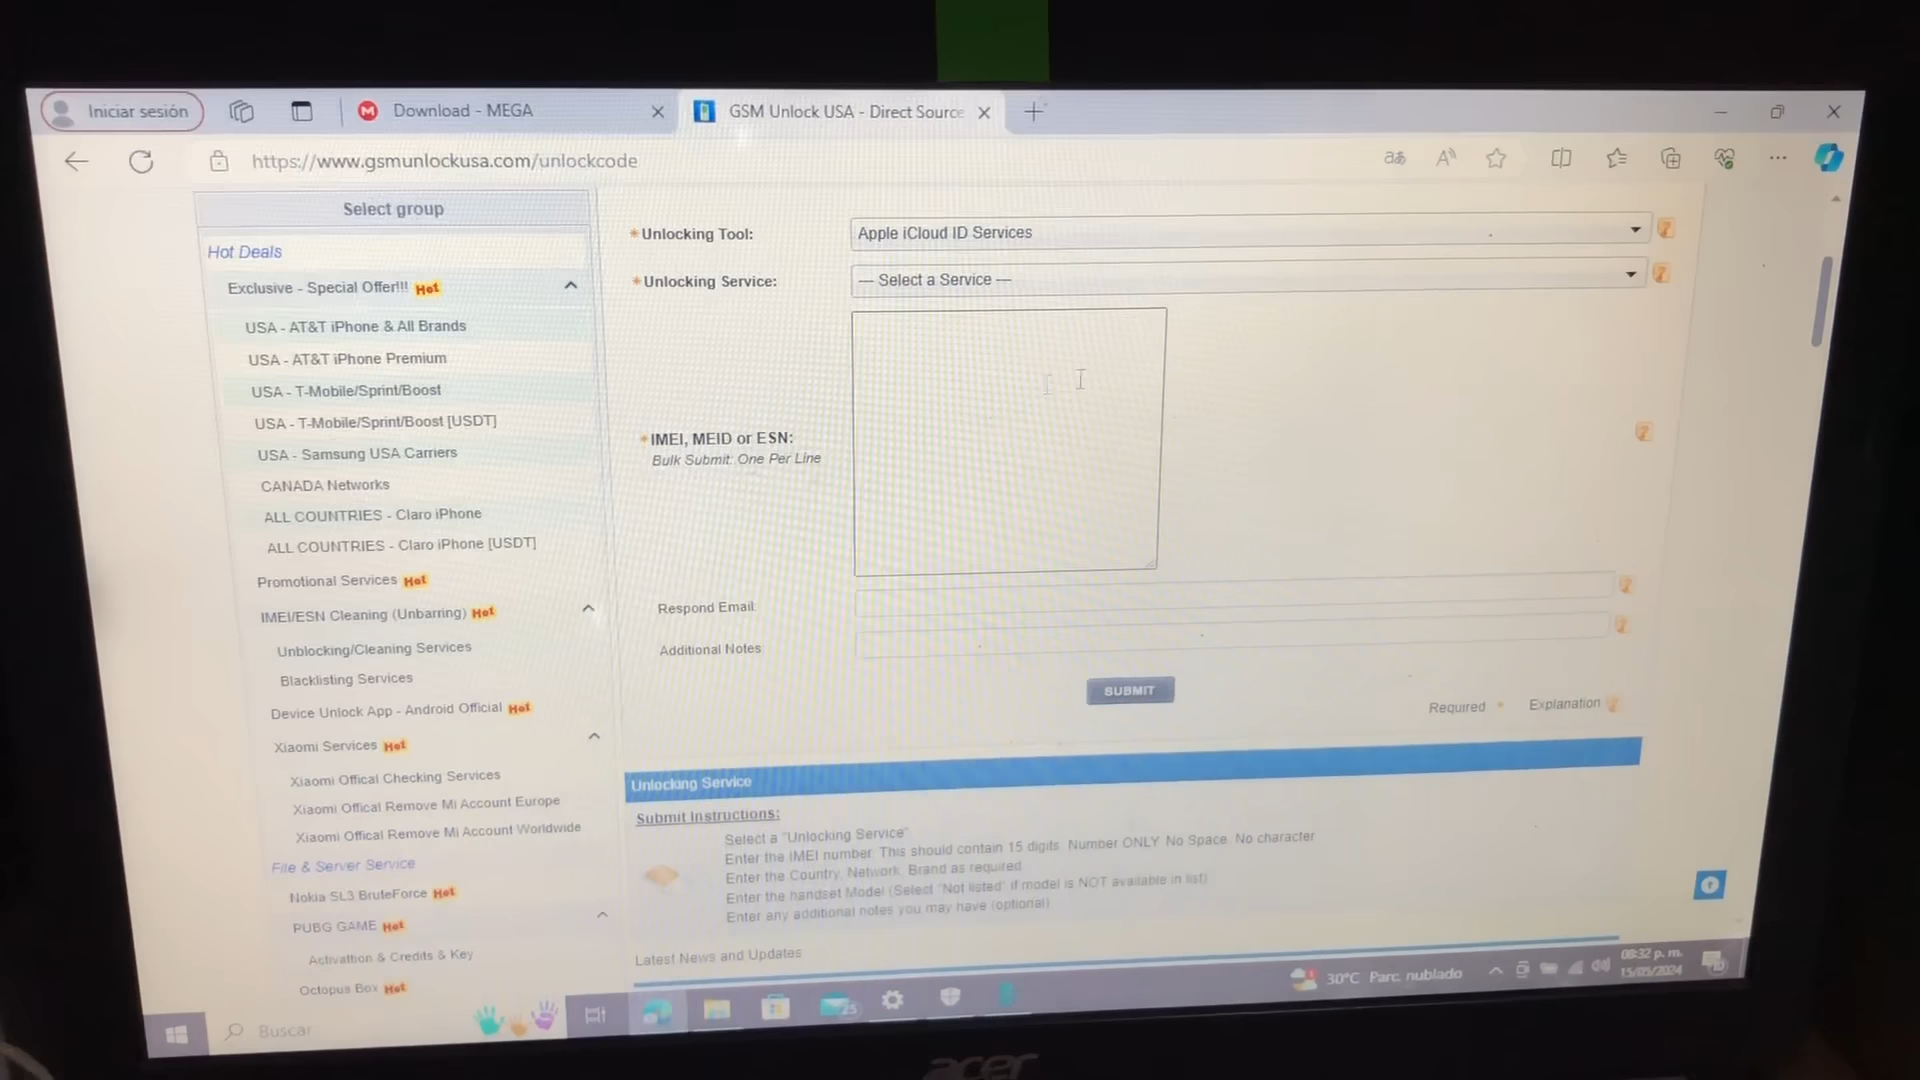 Iniciar sesión
Download - MEGA
GSM Unlock USA - Direct Source
https://www.gsmunlockusa.com/unlockcode
Select group
Hot Deals
Exclusive - Special Offer!!! Hot
USA - AT&T iPhone & All Brands
USA - AT&T iPhone Premium
USA - T-Mobile/Sprint/Boost
USA - T-Mobile/Sprint/Boost [USDT]
USA - Samsung USA Carriers
CANADA Networks
ALL COUNTRIES - Claro iPhone
ALL COUNTRIES - Claro iPhone [USDT]
Promotional Services Hot
IMEI/ESN Cleaning (Unbarring) Hot
Unblocking/Cleaning Services
Blacklisting Services
Device Unlock App - Android Official Hot
Xiaomi Services Hot
Xiaomi Offical Checking Services
Xiaomi Offical Remove Mi Account Europe
Xiaomi Offical Remove Mi Account Worldwide
File & Server Service
Nokia SL3 BruteForce Hot
PUBG GAME Hot
Activation & Credits & Key
Octopus Box Hot
*Unlocking Tool: Apple iCloud ID Services
*Unlocking Service: --- Select a Service ---
*IMEI, MEID or ESN:
Bulk Submit: One Per Line
Respond Email:
Additional Notes
SUBMIT
Required * Explanation
Unlocking Service
Submit Instructions:
Select a "Unlocking Service"
Enter the IMEI number. This should contain 15 digits. Number ONLY. No Space. No character
Enter the Country, Network, Brand as required
Enter the handset Model (Select "Not listed" if model is NOT available in list)
Enter any additional notes you may have (optional)
Latest News and Updates
Buscar
25
30°C Parc. nublado
08:32 p. m.
15/05/2024
acer